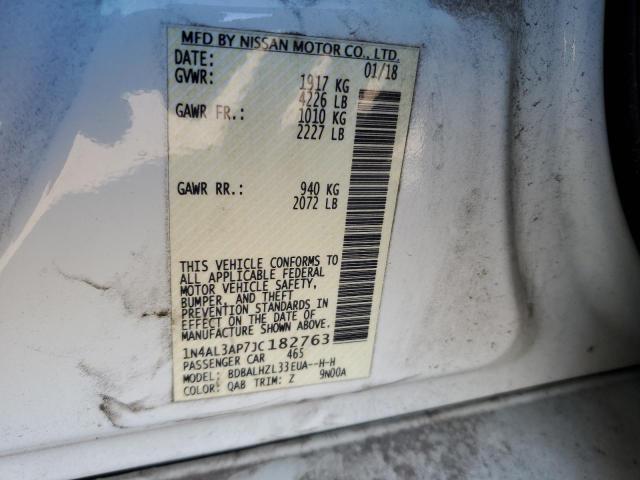 MFD BY NISSAN MOTOR CO., LTD.
DATE: 01/18
GVWR: 1917 KG
4226 LB
GAWR FR.: 1010 KG
2227 LB
GAWR RR.: 940 KG
2072 LB
THIS VEHICLE CONFORMS TO
ALL APPLICABLE FEDERAL
MOTOR VEHICLE SAFETY,
BUMPER, AND THEFT
PREVENTION STANDARDS IN
EFFECT ON THE DATE OF
MANUFACTURE SHOWN ABOVE.
1N4AL3AP7JC182763
PASSENGER CAR 465
MODEL: BDBALHZL33EUA--H-H
COLOR: QAB TRIM: Z 9N00A